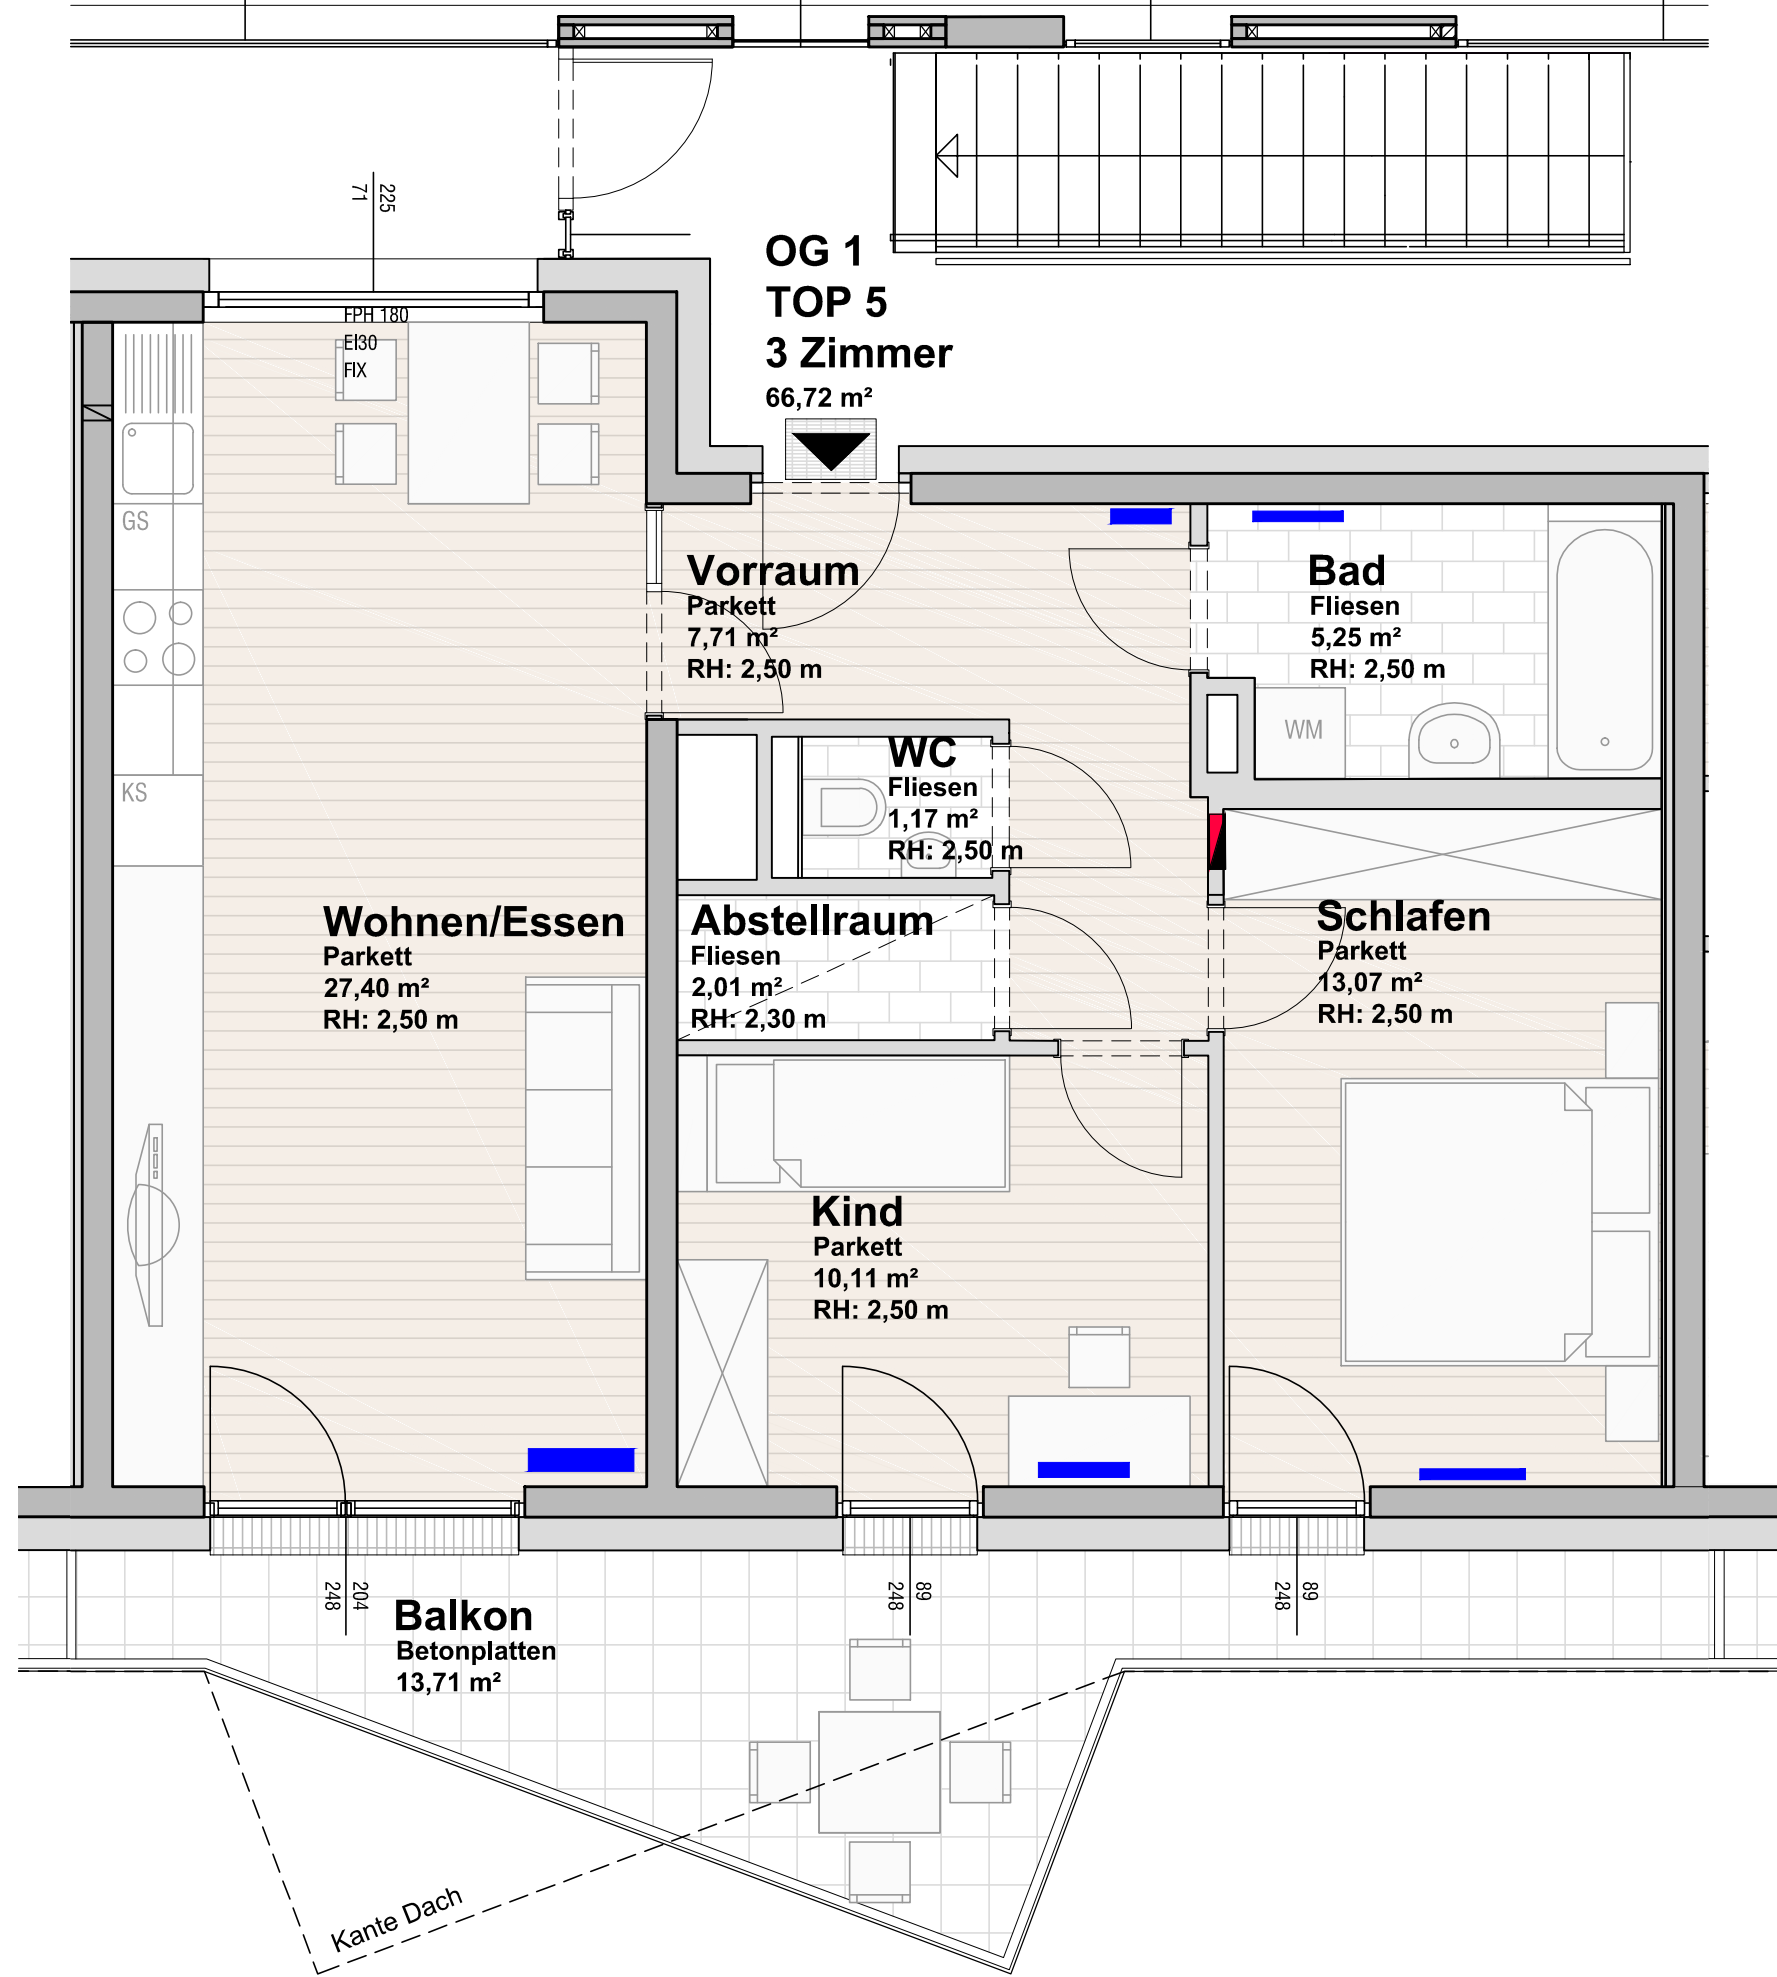 225
71
OG 1
TOP 5
3 Zimmer
66,72 m²
FPH 180
EI30
FIX
GS
KS
Vorraum
Parkett
7,71 m²
RH: 2,50 m
Bad
Fliesen
5,25 m²
RH: 2,50 m
WM
WC
Fliesen
1,17 m²
RH: 2,50 m
Wohnen/Essen
Parkett
27,40 m²
RH: 2,50 m
Abstellraum
Fliesen
2,01 m²
RH: 2,30 m
Schlafen
Parkett
13,07 m²
RH: 2,50 m
Kind
Parkett
10,11 m²
RH: 2,50 m
204
248
89
248
89
248
Balkon
Betonplatten
13,71 m²
Kante Dach